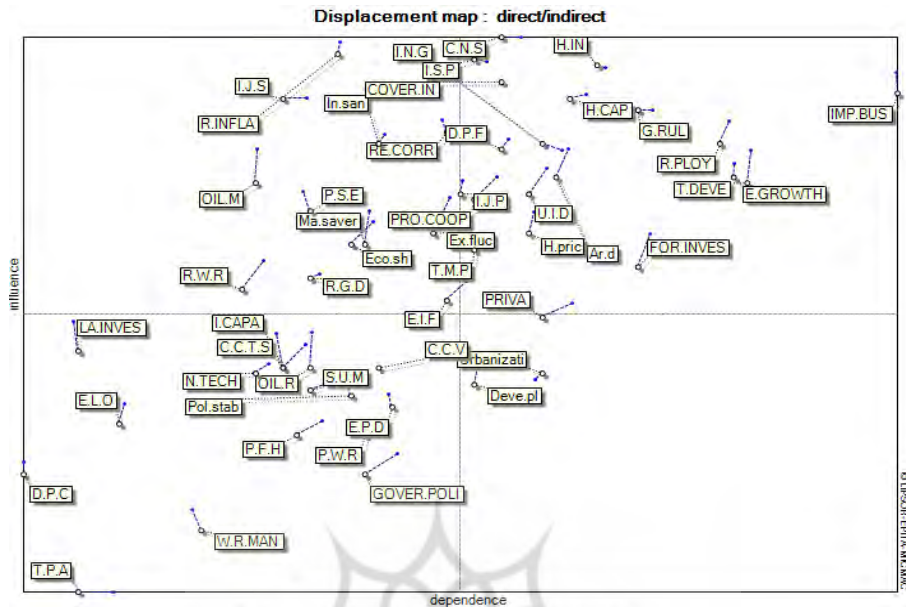 Displacement map : direct/indirect
I.N.G
C.N.S
H.IN
I.S.P
I.J.S
COVER.IN
In.san
H.CAP
IMP.BUS
R.INFLA
G.RUL
D.P.F
RE.CORR
R.PLOY
OIL.M
P.S.E
T.DEVE
E.GROWTH
I.J.P
Ma.saver
PRO.COOP
U.I.D
Ex.fluc
H.pric
FOR.INVES
Eco.sh
Ar.d
T.M.P
R.W.R
R.G.D
influence
PRIVA
E.I.F
I.CAPA
LA.INVES
C.C.T.S
C.C.V
Urbanizati
N.TECH
OIL.R
S.U.M
Deve.pl
E.L.O
Pol.stab
E.P.D
P.F.H
P.W.R
D.P.C
GOVER.POLI
W.R.MAN
T.P.A
dependence